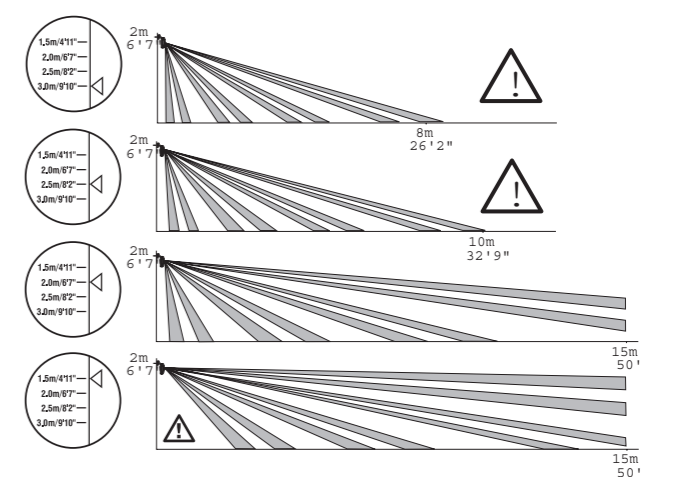 1.5m/4'11"
2.0m/6'7"
2.5m/8'2"
3.0m/9'10"
2m
6'7
!
8m
26'2"
1.5m/4'11"
2.0m/6'7"
2.5m/8'2"
3.0m/9'10"
2m
6'7
!
10m
32'9"
1.5m/4'11"
2.0m/6'7"
2.5m/8'2"
3.0m/9'10"
2m
6'7
15m
50'
1.5m/4'11"
2.0m/6'7"
2.5m/8'2"
3.0m/9'10"
2m
6'7
!
15m
50'